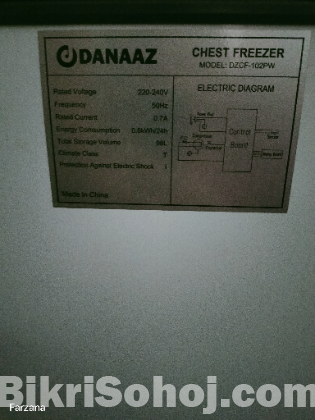 DANAAZ
CHEST FREEZER
MODEL: DZCF-102PW
Rated Voltage 220-240V
Frequency 50Hz
Rated Current 0.7A
Energy Consumption
Total Storage Volume
Climate Class T
Protection Against Electric Shock I
Made in China
ELECTRIC DIAGRAM
Control
Board
Farzana
BikriSohoj.com